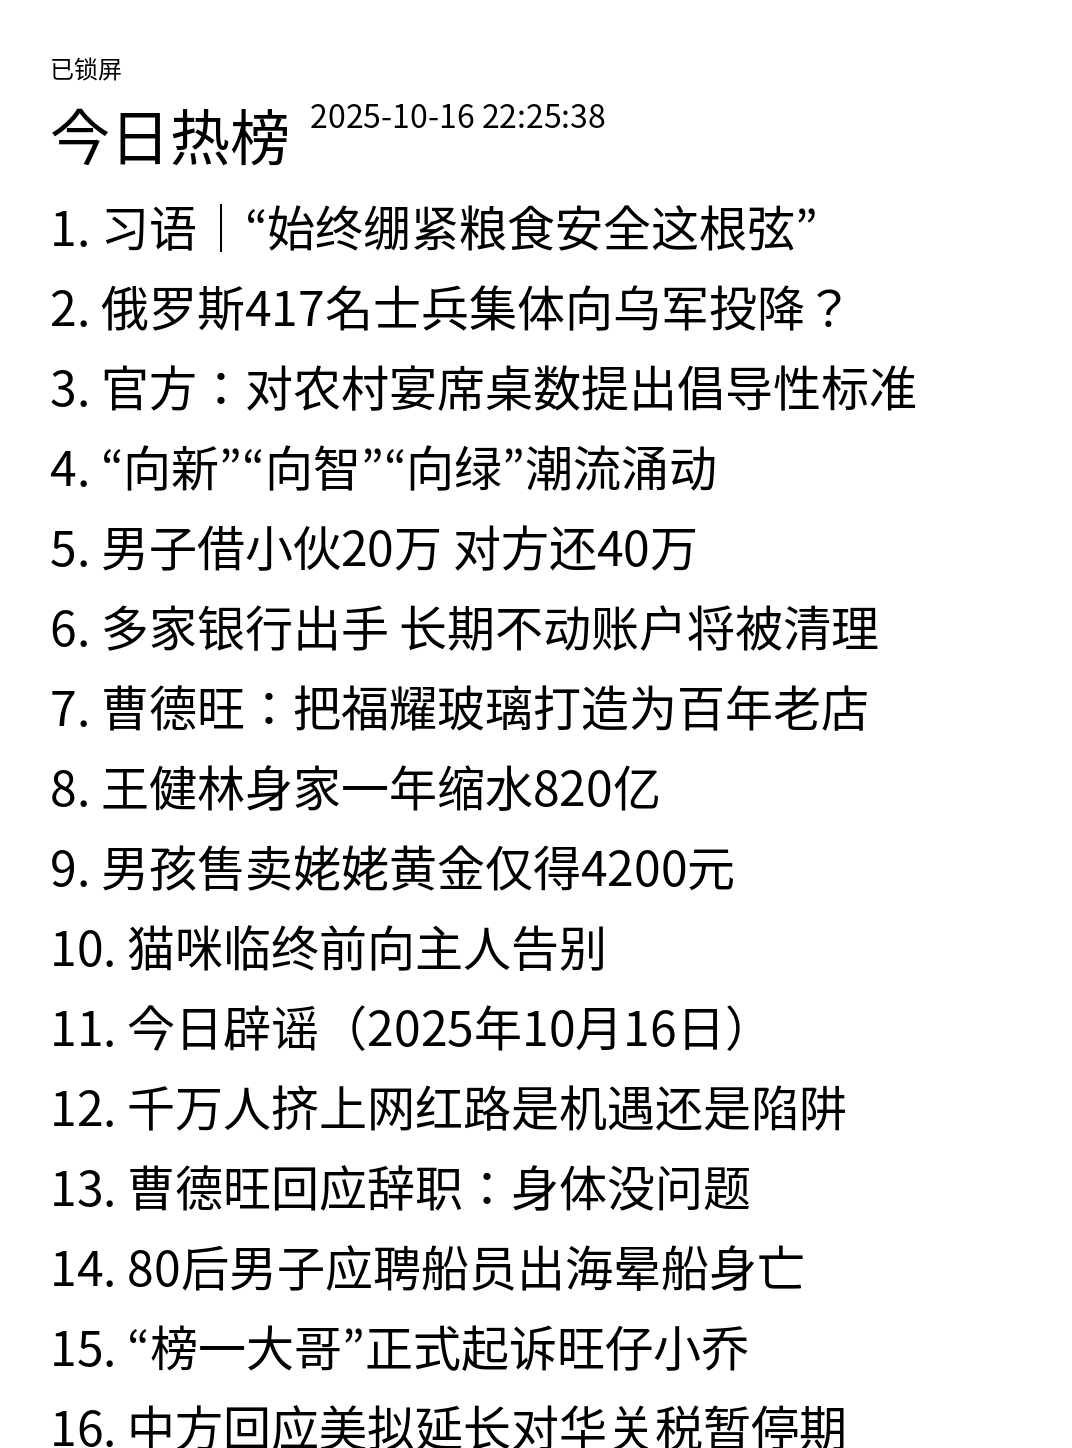 已锁屏
今日热榜 2025-10-16 22:25:38
1. 习语｜“始终绷紧粮食安全这根弦”
2. 俄罗斯417名士兵集体向乌军投降？
3. 官方：对农村宴席桌数提出倡导性标准
4. “向新”“向智”“向绿”潮流涌动
5. 男子借小伙20万 对方还40万
6. 多家银行出手 长期不动账户将被清理
7. 曹德旺：把福耀玻璃打造为百年老店
8. 王健林身家一年缩水820亿
9. 男孩售卖姥姥黄金仅得4200元
10. 猫咪临终前向主人告别
11. 今日辟谣（2025年10月16日）
12. 千万人挤上网红路是机遇还是陷阱
13. 曹德旺回应辞职：身体没问题
14. 80后男子应聘船员出海晕船身亡
15. “榜一大哥”正式起诉旺仔小乔
16. 中方回应美拟延长对华关税暂停期